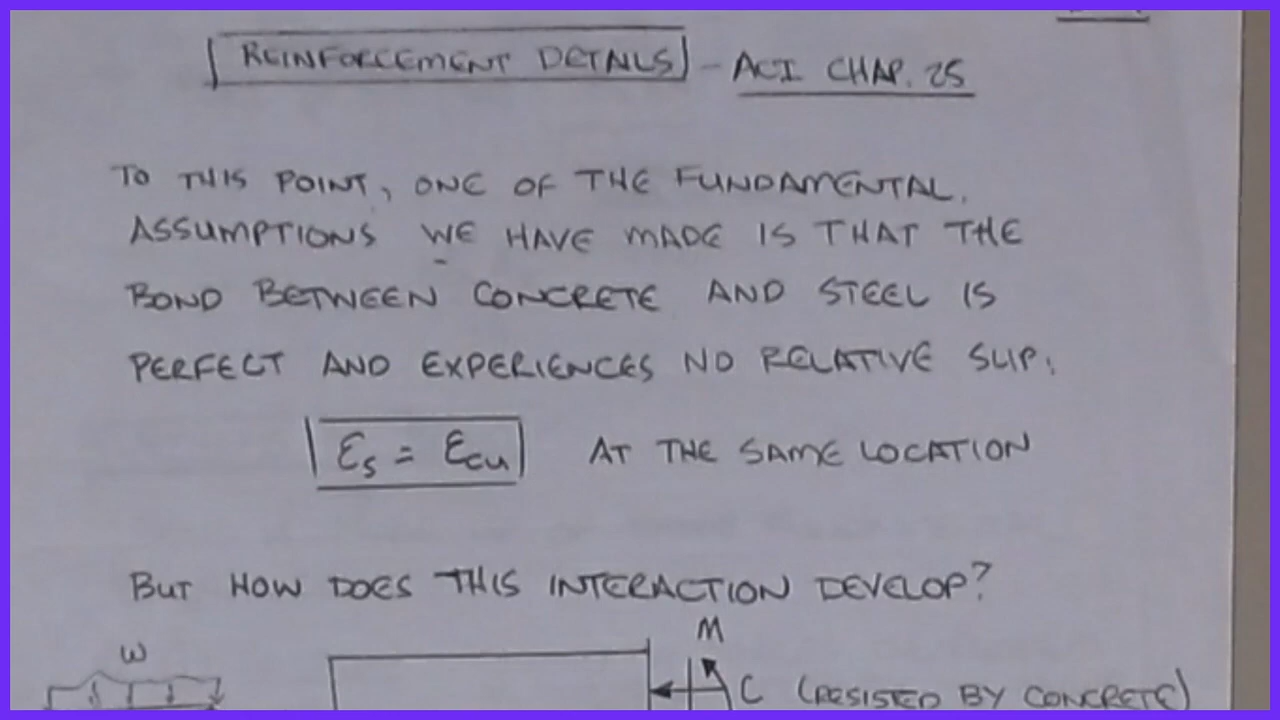 REINFORCEMENT DETAILS - ACI CHAP. 25
TO THIS POINT, ONE OF THE FUNDAMENTAL
ASSUMPTIONS WE HAVE MADE IS THAT THE
BOND BETWEEN CONCRETE AND STEEL IS
PERFECT AND EXPERIENCES NO RELATIVE SLIP.
εs = εcu AT THE SAME LOCATION
BUT HOW DOES THIS INTERACTION DEVELOP?
M
w
C (RESISTED BY CONCRETE)